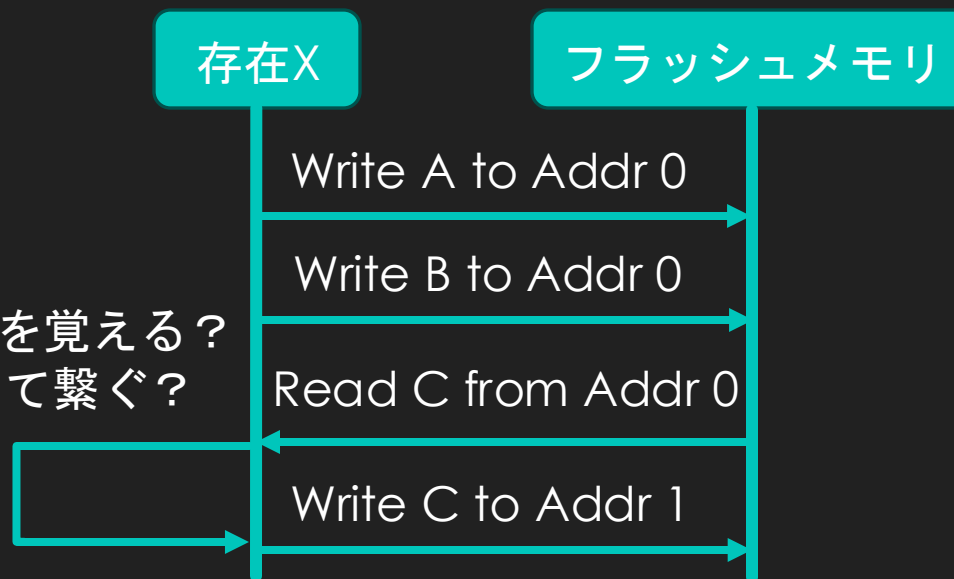 存在X
フラッシュメモリ
Write A to Addr 0
Write B to Addr 0
を覚える？
て繋ぐ？
Read C from Addr 0
Write C to Addr 1